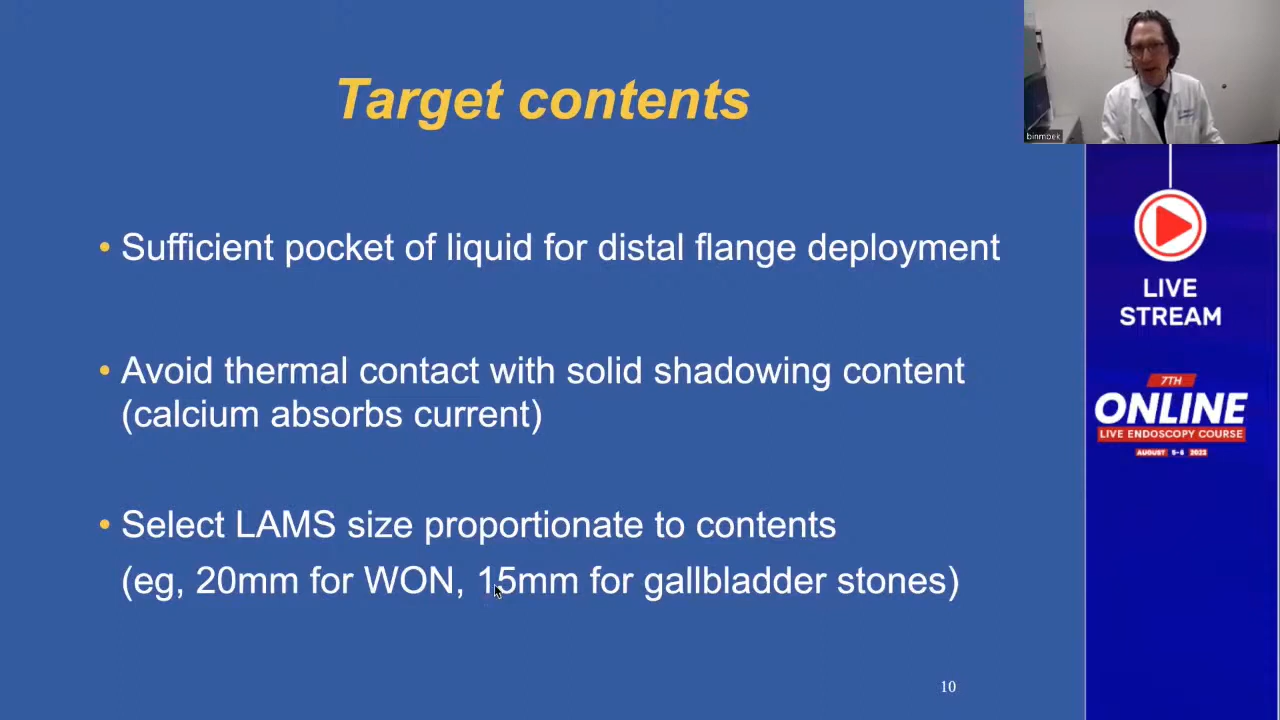 Target contents
• Sufficient pocket of liquid for distal flange deployment
• Avoid thermal contact with solid shadowing content
(calcium absorbs current)
• Select LAMS size proportionate to contents
(eg, 20mm for WON, 15mm for gallbladder stones)
10
binmoek
LIVE
STREAM
7TH
ONLINE
LIVE ENDOSCOPY COURSE
AUGUST 5-6 2022